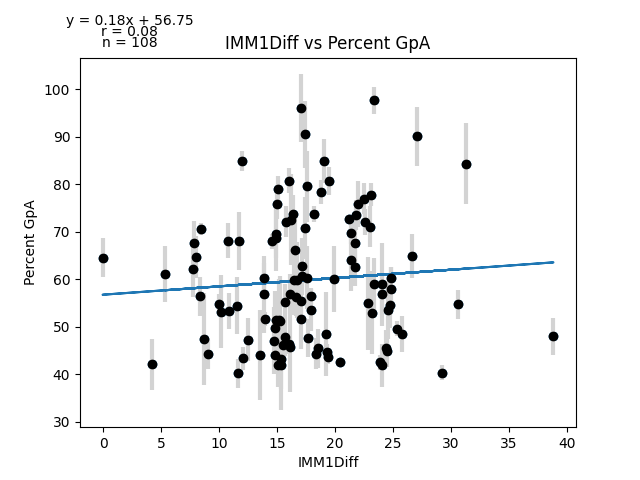 y = 0.18x + 56.75
r = 0.08
n = 108
IMM1Diff vs Percent GpA
Percent GpA
100
90
80
70
60
50
40
30
0 5 10 15 20 25 30 35 40
IMM1Diff